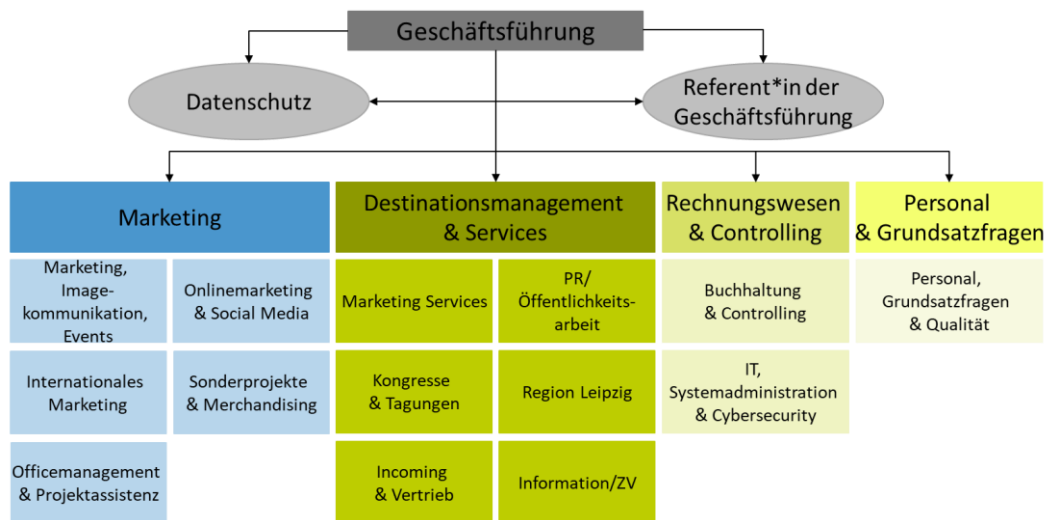 Geschäftsführung
Datenschutz
Referent*in der
Geschäftsführung
Marketing
Destinationsmanagement
& Services
Rechnungswesen
& Controlling
Personal
& Grundsatzfragen
Marketing,
Image-
kommunikation,
Events
Onlinemarketing
& Social Media
Marketing Services
PR/
Öffentlichkeits-
arbeit
Buchhaltung
& Controlling
Personal,
Grundsatzfragen
& Qualität
Internationales
Marketing
Sonderprojekte
& Merchandising
Kongresse
& Tagungen
Region Leipzig
IT,
Systemadministration
& Cybersecurity
Officemanagement
& Projektassistenz
Incoming
& Vertrieb
Information/ZV